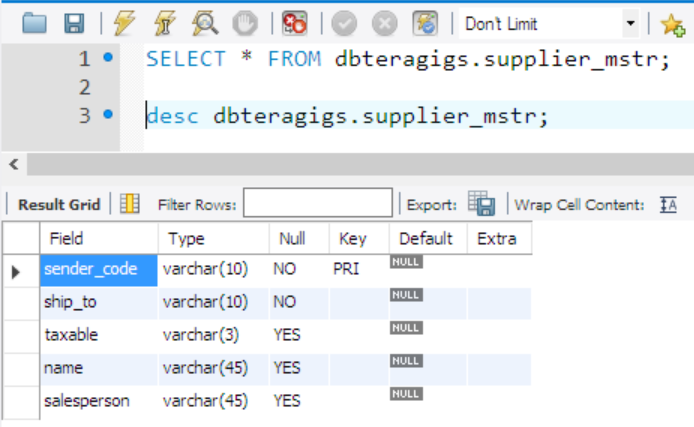 Don't Limit
1 SELECT * FROM dbteragigs.supplier_mstr;
2
3 desc dbteragigs.supplier_mstr;
Result Grid Filter Rows: Export: Wrap Cell Content: IA
Field Type Null Key Default Extra
sender_code varchar(10) NO PRI NULL
ship_to varchar(10) NO NULL
taxable varchar(3) YES NULL
name varchar(45) YES NULL
salesperson varchar(45) YES NULL